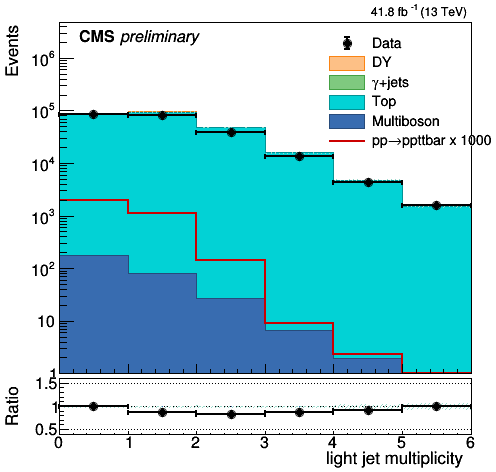 41.8 fb⁻¹ (13 TeV)
CMS preliminary
Events
Data
DY
γ+jets
Top
Multiboson
pp→ppttbar x 1000
10⁶
10⁵
10⁴
10³
10²
10
1
Ratio
1.5
1
0.5
0 1 2 3 4 5 6
light jet multiplicity